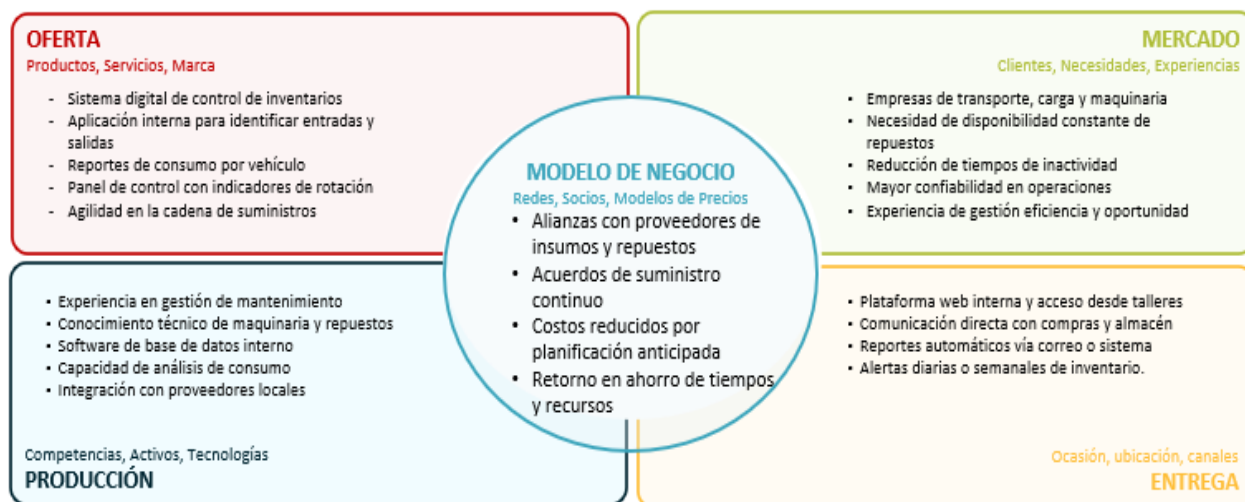 OFERTA
Productos, Servicios, Marca
- Sistema digital de control de inventarios
- Aplicación interna para identificar entradas y
salidas
- Reportes de consumo por vehículo
- Panel de control con indicadores de rotación
- Agilidad en la cadena de suministros
MERCADO
Clientes, Necesidades, Experiencias
• Empresas de transporte, carga y maquinaria
• Necesidad de disponibilidad constante de
repuestos
• Reducción de tiempos de inactividad
• Mayor confiabilidad en operaciones
• Experiencia de gestión eficiencia y oportunidad
MODELO DE NEGOCIO
Redes, Socios, Modelos de Precios
• Alianzas con proveedores de
insumos y repuestos
• Acuerdos de suministro
continuo
• Costos reducidos por
planificación anticipada
• Retorno en ahorro de tiempos
y recursos
• Experiencia en gestión de mantenimiento
• Conocimiento técnico de maquinaria y repuestos
• Software de base de datos interno
• Capacidad de análisis de consumo
• Integración con proveedores locales
Competencias, Activos, Tecnologías
PRODUCCIÓN
• Plataforma web interna y acceso desde talleres
• Comunicación directa con compras y almacén
• Reportes automáticos vía correo o sistema
• Alertas diarias o semanales de inventario.
Ocasión, ubicación, canales
ENTREGA